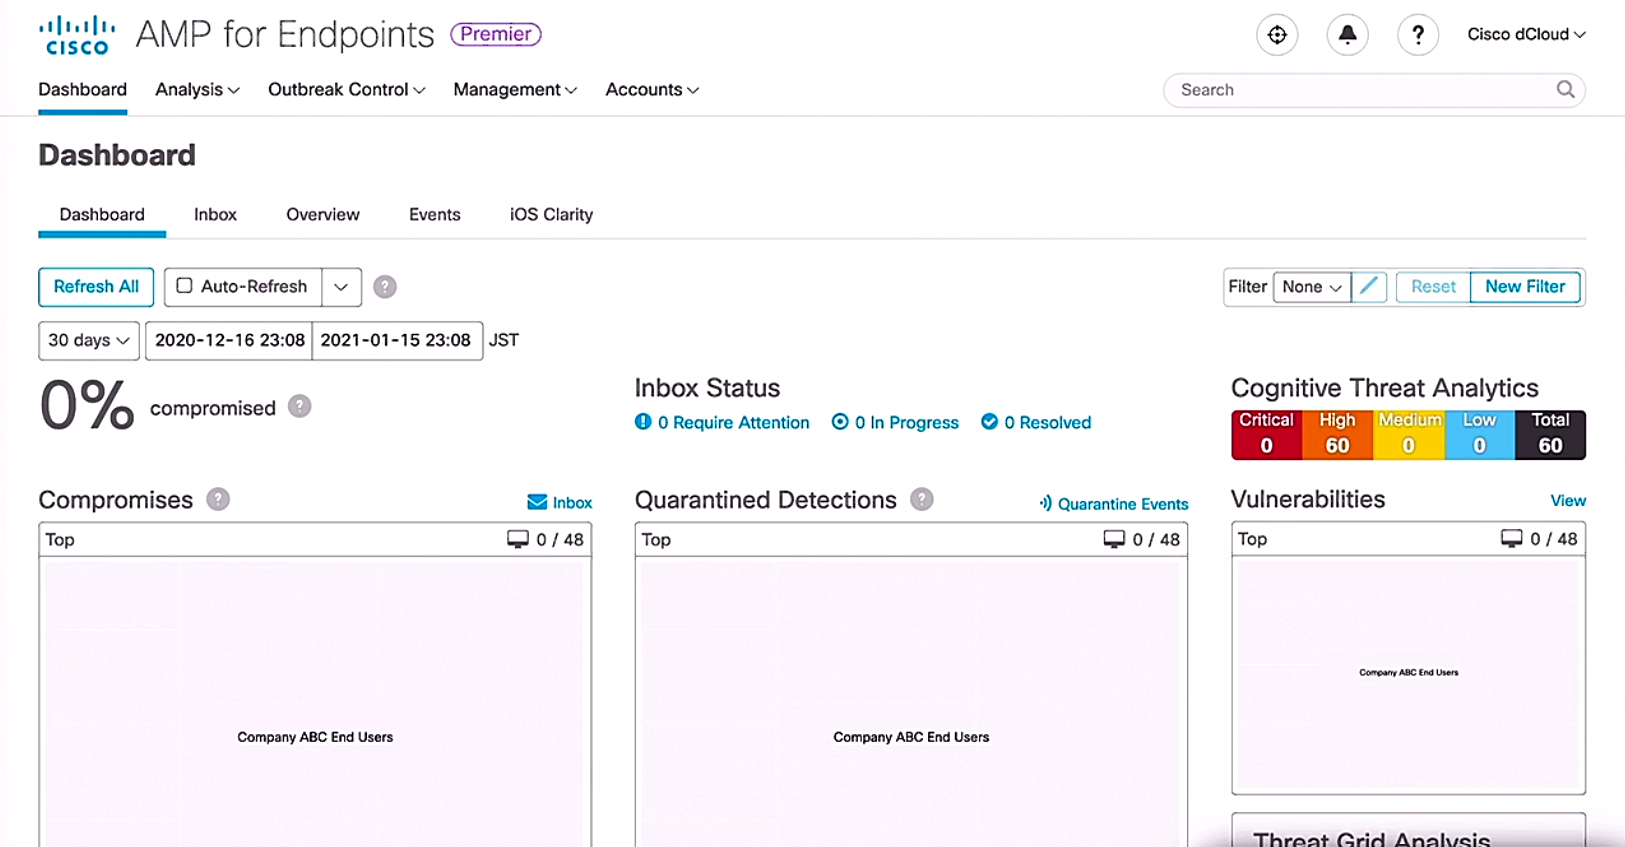 CISCO AMP for Endpoints Premier
Cisco dCloud
Dashboard Analysis Outbreak Control Management Accounts
Search
Dashboard
Dashboard Inbox Overview Events iOS Clarity
Refresh All Auto-Refresh ?
Filter None Reset New Filter
30 days 2020-12-16 23:08 2021-01-15 23:08 JST
0% compromised ?
Inbox Status
0 Require Attention 0 In Progress 0 Resolved
Cognitive Threat Analytics
Critical High Medium Low Total
0 60 0 0 60
Compromises ? Inbox
Top 0 / 48
Company ABC End Users
Quarantined Detections ? Quarantine Events
Top 0 / 48
Company ABC End Users
Vulnerabilities View
Top 0 / 48
Company ABC End Users
Threat Grid Analysis